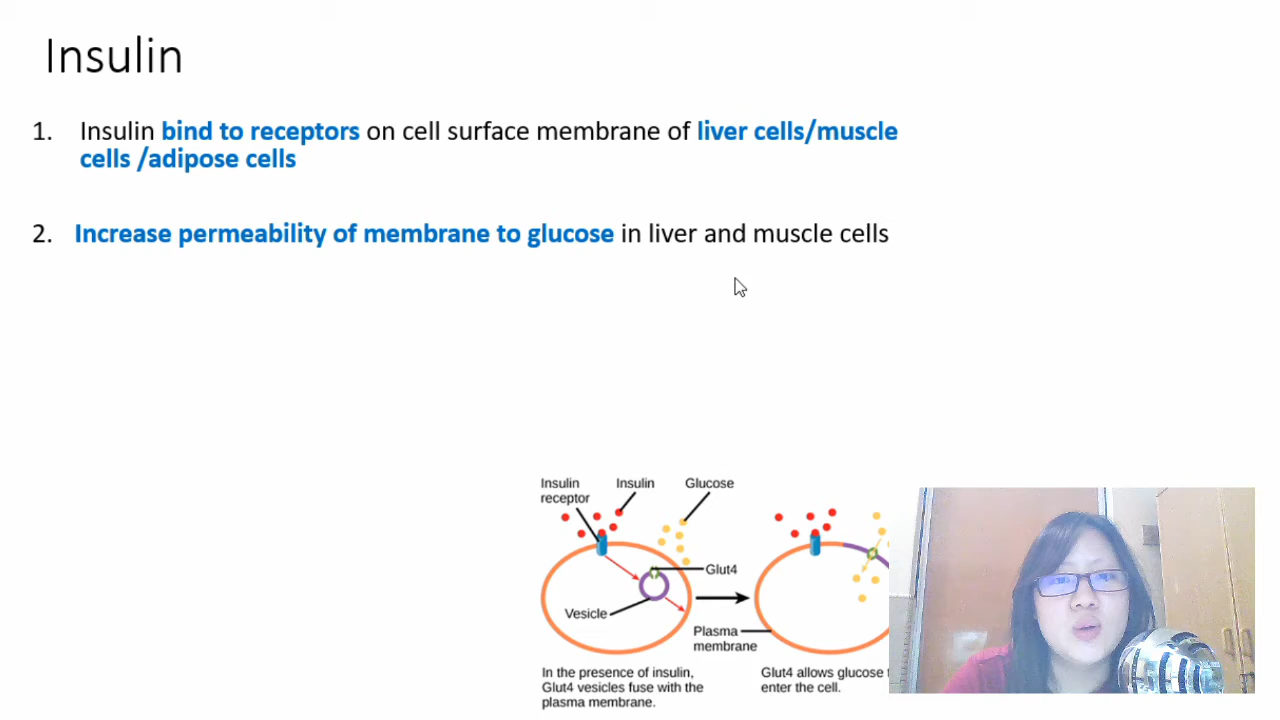 Insulin
1. Insulin bind to receptors on cell surface membrane of liver cells/muscle
cells /adipose cells
2. Increase permeability of membrane to glucose in liver and muscle cells
Insulin
receptor
Insulin
Glucose
Glut4
Vesicle
Plasma
membrane
In the presence of insulin,
Glut4 vesicles fuse with the
plasma membrane.
Glut4 allows glucose
enter the cell.